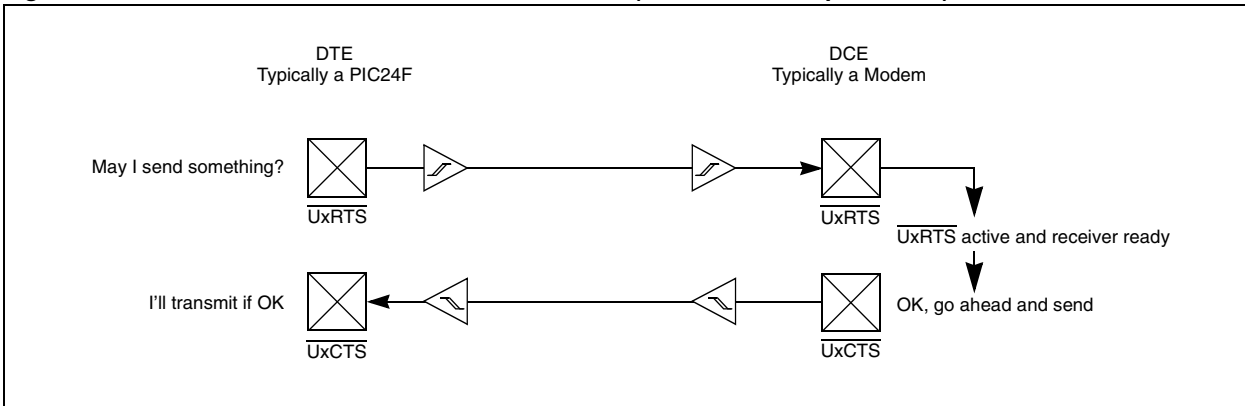 DTE
Typically a PIC24F
DCE
Typically a Modem
May I send something?
UxRTS
UxRTS
UxRTS active and receiver ready
I'll transmit if OK
OK, go ahead and send
UxCTS
UxCTS